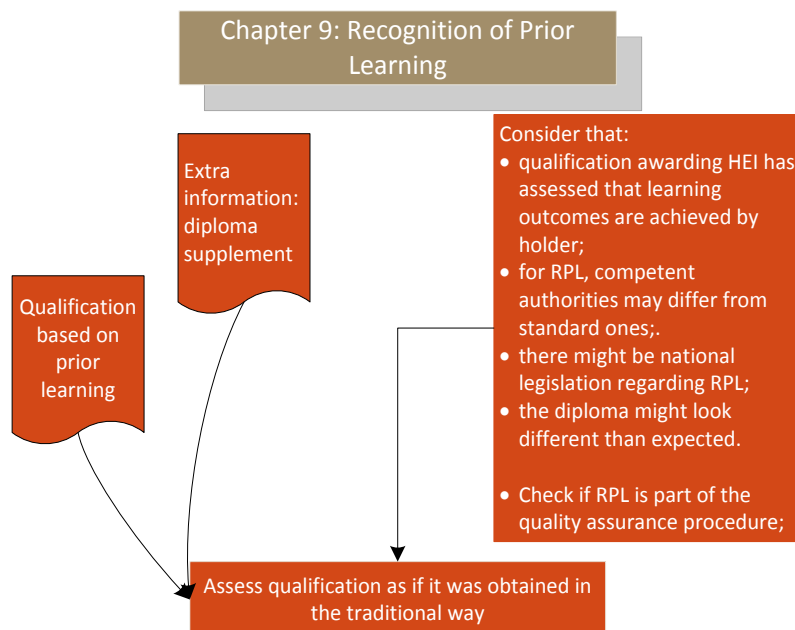 Chapter 9: Recognition of Prior
Learning
Extra
information:
diploma
supplement
Qualification
based on
prior
learning
Consider that:
• qualification awarding HEI has
assessed that learning
outcomes are achieved by
holder;
• for RPL, competent
authorities may differ from
standard ones;.
• there might be national
legislation regarding RPL;
• the diploma might look
different than expected.
• Check if RPL is part of the
quality assurance procedure;
Assess qualification as if it was obtained in
the traditional way